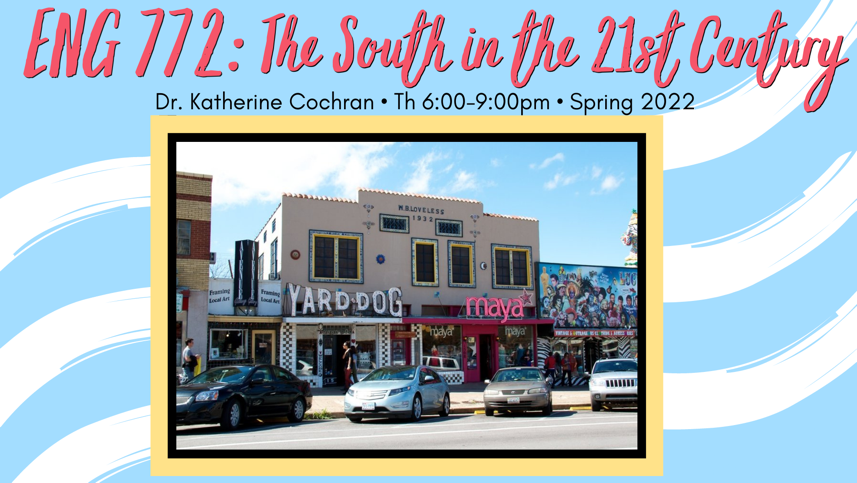 ENG 772: The South in the 21st Century
Dr. Katherine Cochran • Th 6:00-9:00pm • Spring 2022
M.B. LOVELESS
1932
Framing
Local Art
Framing
Local Art
YARD DOG
maya
maya
maya